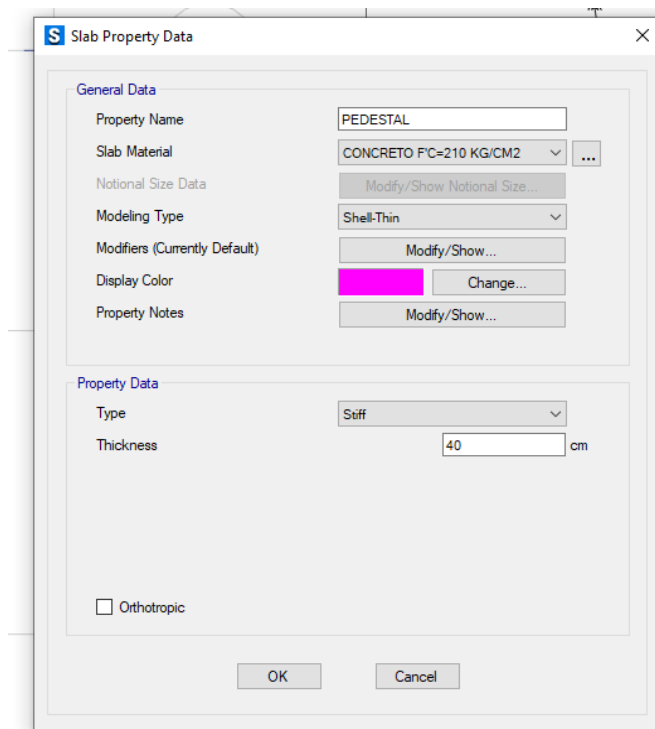 S Slab Property Data
General Data
Property Name PEDESTAL
Slab Material CONCRETO F'C=210 KG/CM2 ...
Notional Size Data Modify/Show Notional Size...
Modeling Type Shell-Thin
Modifiers (Currently Default) Modify/Show...
Display Color Change...
Property Notes Modify/Show...
Property Data
Type Stiff
Thickness 40 cm
Orthotropic
OK Cancel